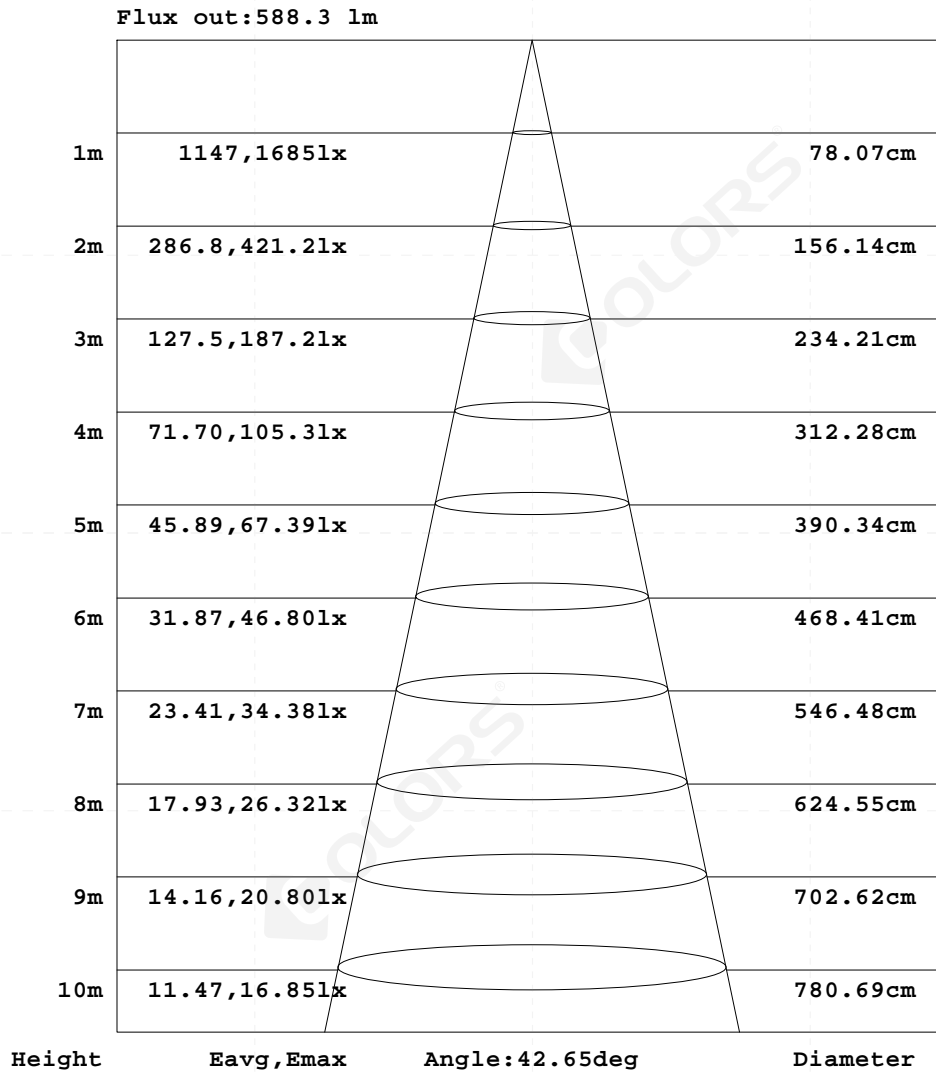 Flux out:588.3 lm
1m 1147,1685lx 78.07cm
2m 286.8,421.2lx 156.14cm
3m 127.5,187.2lx 234.21cm
4m 71.70,105.3lx 312.28cm
5m 45.89,67.39lx 390.34cm
6m 31.87,46.80lx 468.41cm
7m 23.41,34.38lx 546.48cm
8m 17.93,26.32lx 624.55cm
9m 14.16,20.80lx 702.62cm
10m 11.47,16.85lx 780.69cm
Height Eavg,Emax Angle:42.65deg Diameter
COLORS
COLORS